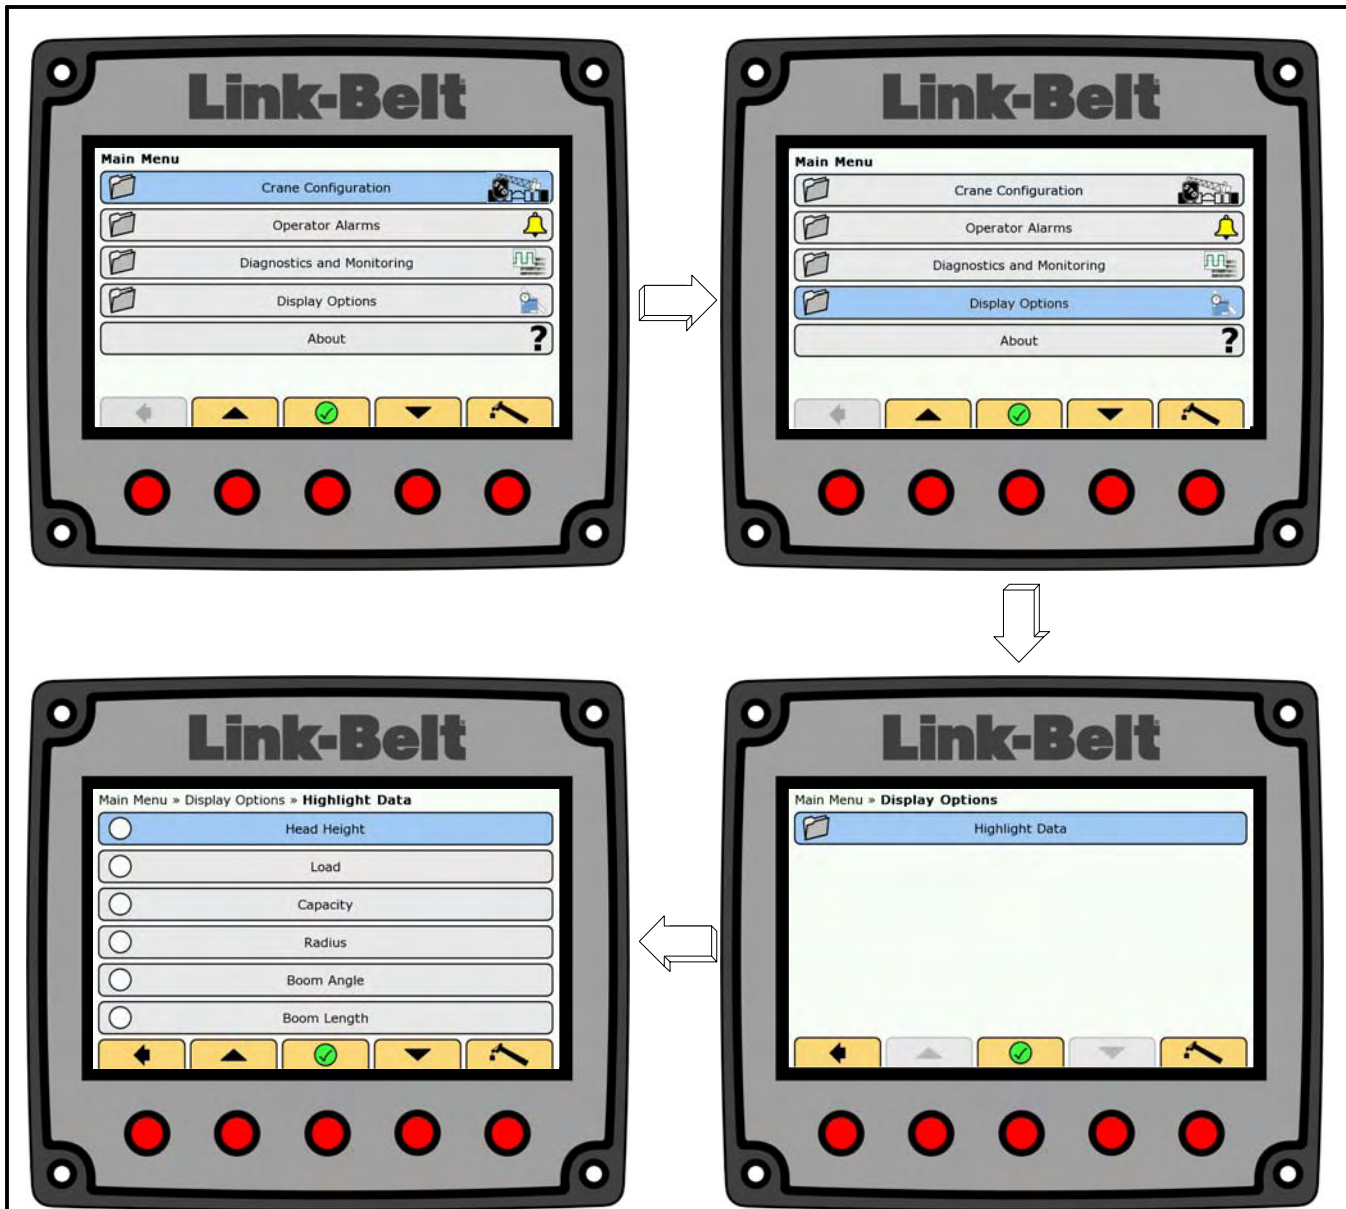 Link-Belt
Main Menu
Crane Configuration
Operator Alarms
Diagnostics and Monitoring
Display Options
About
?
Link-Belt
Main Menu
Crane Configuration
Operator Alarms
Diagnostics and Monitoring
Display Options
About
?
Link-Belt
Main Menu » Display Options » Highlight Data
Head Height
Load
Capacity
Radius
Boom Angle
Boom Length
Link-Belt
Main Menu » Display Options
Highlight Data